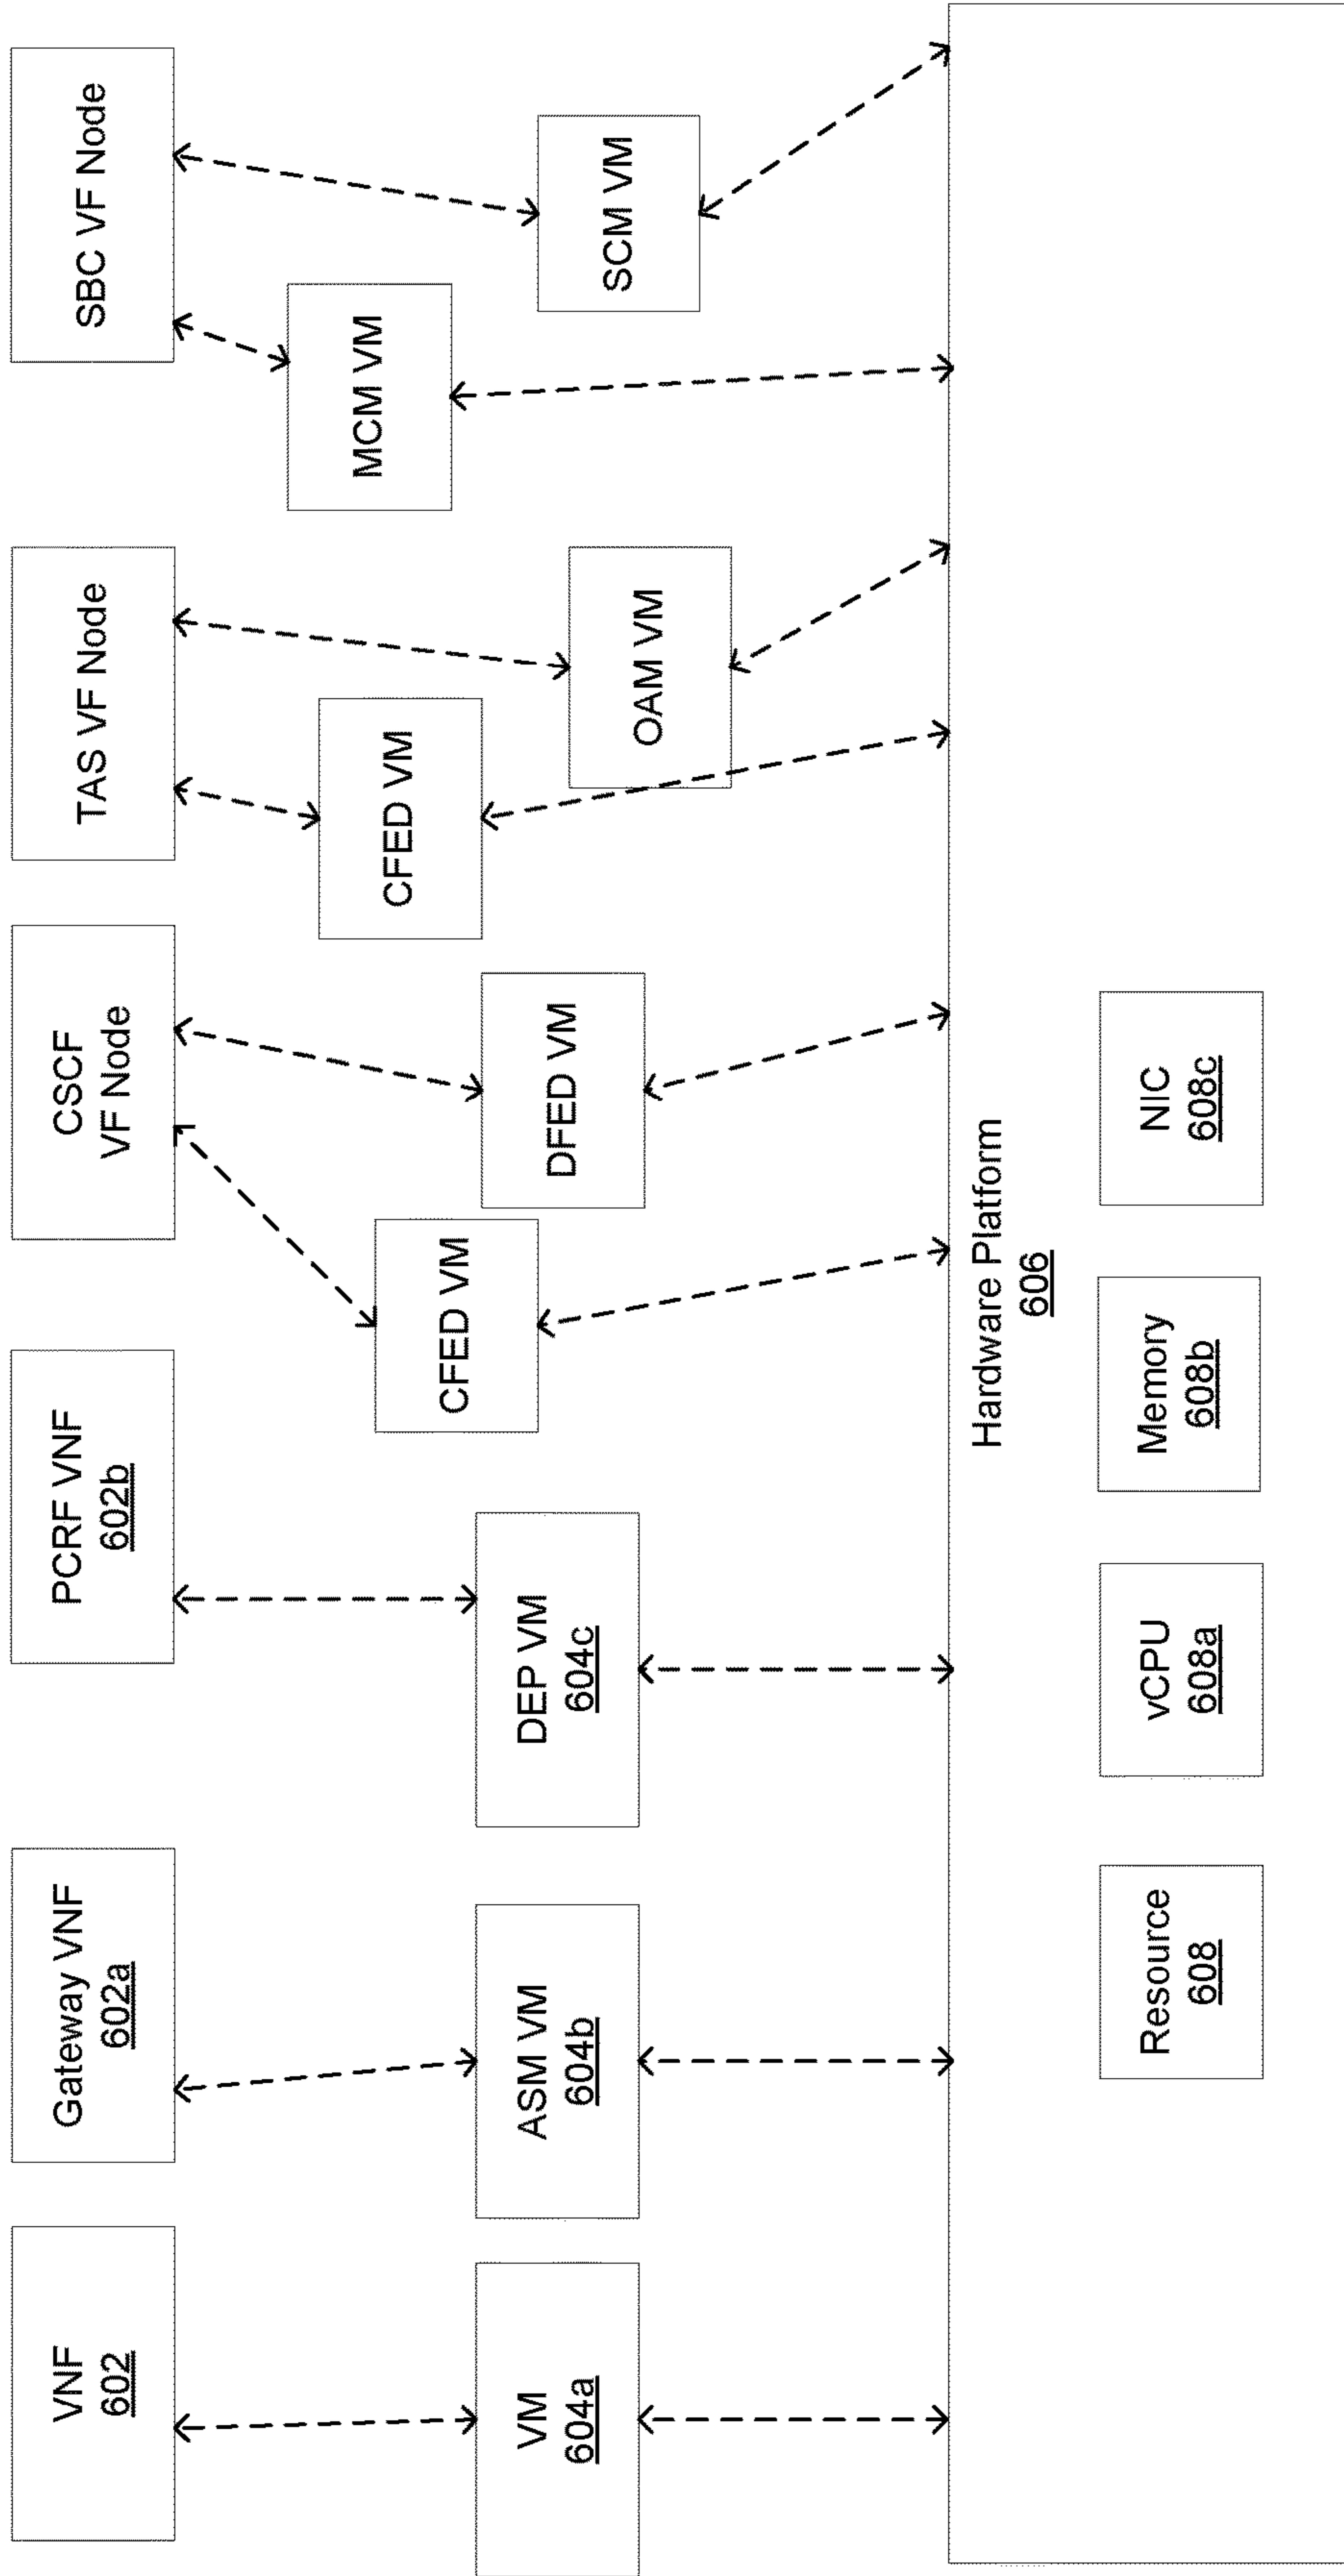 VNF
602
Gateway VNF
602a
PCRF VNF
602b
CSCF
VF Node
TAS VF Node
SBC VF Node
MCM VM
CFED VM
CFED VM
VM
604a
ASM VM
604b
DEP VM
604c
DFED VM
OAM VM
SCM VM
Hardware Platform
606
Resource
608
vCPU
608a
Memory
608b
NIC
608c